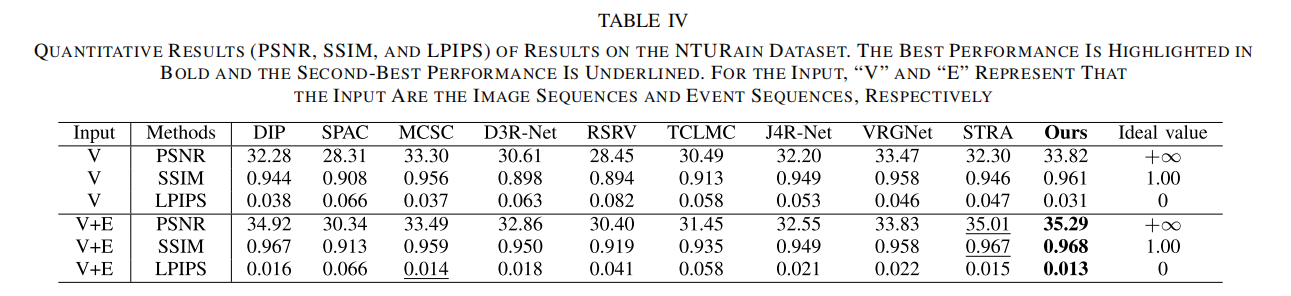 TABLE IV
QUANTITATIVE RESULTS (PSNR, SSIM, AND LPIPS) OF RESULTS ON THE NTURAIN DATASET. THE BEST PERFORMANCE IS HIGHLIGHTED IN
BOLD AND THE SECOND-BEST PERFORMANCE IS UNDERLINED. FOR THE INPUT, “V” AND “E” REPRESENT THAT
THE INPUT ARE THE IMAGE SEQUENCES AND EVENT SEQUENCES, RESPECTIVELY
Input Methods DIP SPAC MCSC D3R-Net RSRV TCLMC J4R-Net VRGNet STRA Ours Ideal value
V PSNR 32.28 28.31 33.30 30.61 28.45 30.49 32.20 33.47 32.30 33.82 +∞
V SSIM 0.944 0.908 0.956 0.898 0.894 0.913 0.949 0.958 0.946 0.961 1.00
V LPIPS 0.038 0.066 0.037 0.063 0.082 0.058 0.053 0.046 0.047 0.031 0
V+E PSNR 34.92 30.34 33.49 32.86 30.40 31.45 32.55 33.83 35.01 35.29 +∞
V+E SSIM 0.967 0.913 0.959 0.950 0.919 0.935 0.949 0.958 0.967 0.968 1.00
V+E LPIPS 0.016 0.066 0.014 0.018 0.041 0.058 0.021 0.022 0.015 0.013 0